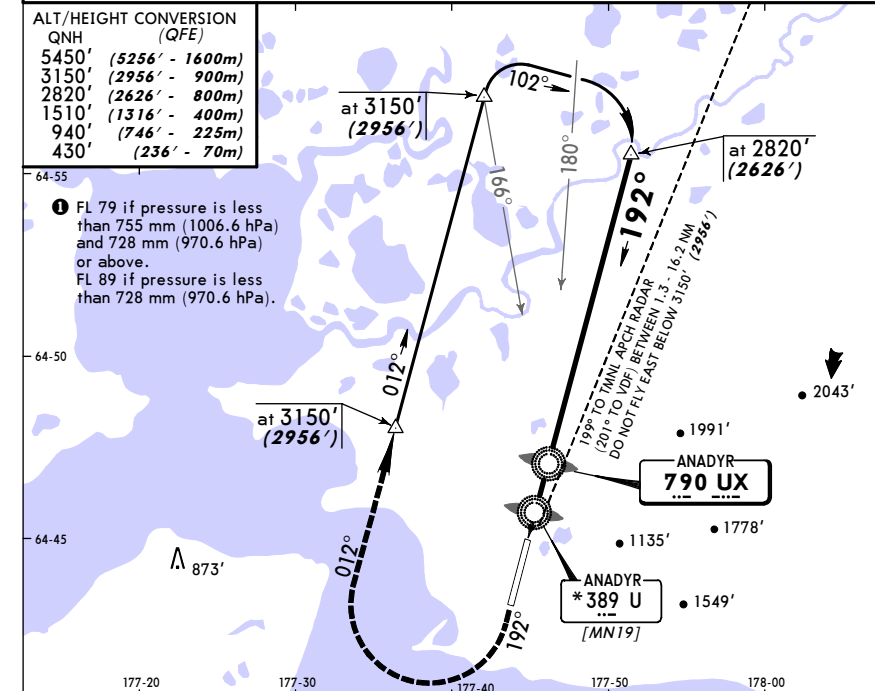 ALT/HEIGHT CONVERSION
QNH (QFE)
5450' (5256' - 1600m)
3150' (2956' - 900m)
2820' (2626' - 800m)
1510' (1316' - 400m)
940' (746' - 225m)
430' (236' - 70m)
102°
at 3150'
(2956')
180°
at 2820'
(2626')
64-55
199°
192°
1 FL 79 if pressure is less
than 755 mm (1006.6 hPa)
and 728 mm (970.6 hPa)
or above.
FL 89 if pressure is less
than 728 mm (970.6 hPa).
199° TO TMNL APCH RADAR
(201° TO VDF) BETWEEN 1.3 - 16.2 NM
DO NOT FLY EAST BELOW 3150' (2956')
64-50
012°
2043'
at 3150'
(2956')
1991'
ANADYR
790 UX
64-45
1778'
1135'
012°
873'
ANADYR
*389 U
[MN19]
1549'
192°
177-20
177-30
177-40
177-50
178-00